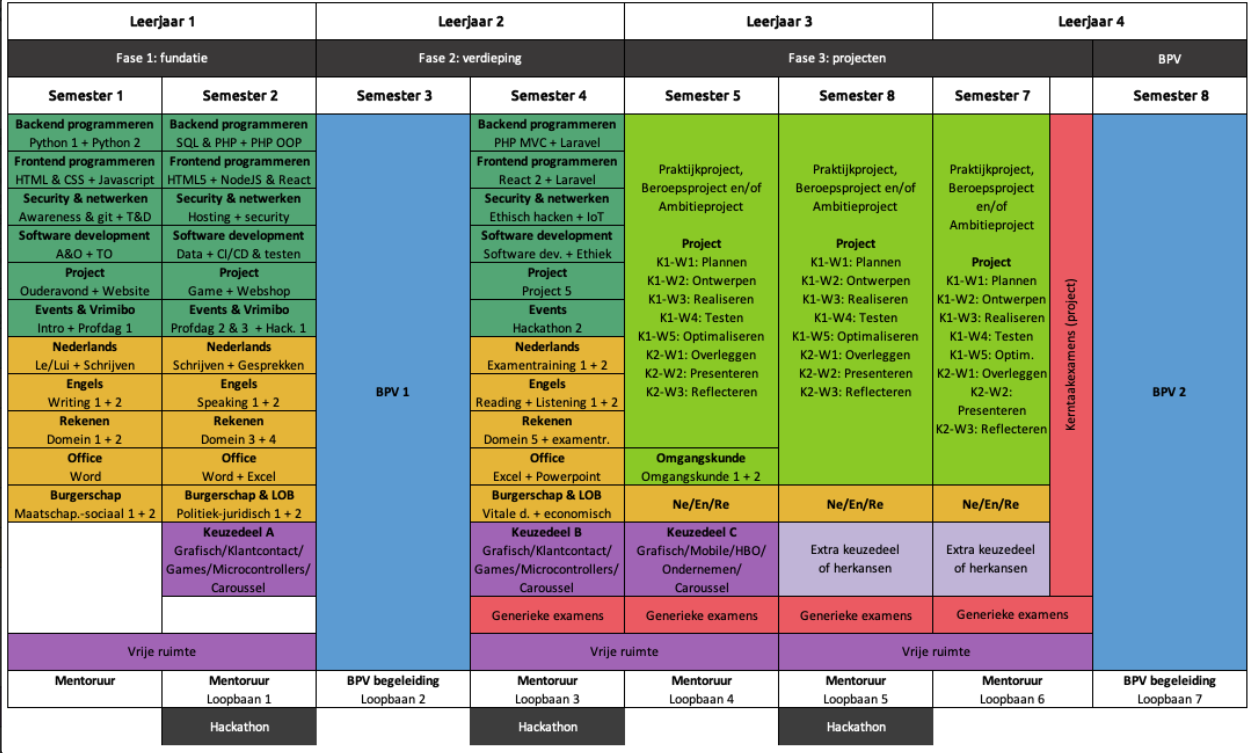 Leerjaar 1
Leerjaar 2
Leerjaar 3
Leerjaar 4
Fase 1: fundatie
Fase 2: verdieping
Fase 3: projecten
BPV
Semester 1
Semester 2
Semester 3
Semester 4
Semester 5
Semester 8
Semester 7
Semester 8
Backend programmeren
Python 1 + Python 2
Frontend programmeren
HTML & CSS + Javascript
Security & netwerken
Awareness & git + T&D
Software development
A&O + TO
Project
Ouderavond + Website
Events & Vrimibo
Intro + Profdag 1
Nederlands
Le/Lui + Schrijven
Engels
Writing 1 + 2
Rekenen
Domein 1 + 2
Office
Word
Burgerschap
Maatschap.-sociaal 1 + 2
Backend programmeren
SQL & PHP + PHP OOP
Frontend programmeren
HTML5 + NodeJS & React
Security & netwerken
Hosting + security
Software development
Data + CI/CD & testen
Project
Game + Webshop
Events & Vrimibo
Profdag 2 & 3 + Hack. 1
Nederlands
Schrijven + Gesprekken
Engels
Speaking 1 + 2
Rekenen
Domein 3 + 4
Office
Word + Excel
Burgerschap & LOB
Politiek-juridisch 1 + 2
Keuzedeel A
Grafisch/Klantcontact/
Games/Microcontrollers/
Caroussel
BPV 1
Backend programmeren
PHP MVC + Laravel
Frontend programmeren
React 2 + Laravel
Security & netwerken
Ethisch hacken + IoT
Software development
Software dev. + Ethiek
Project
Project 5
Events
Hackathon 2
Nederlands
Examentraining 1 + 2
Engels
Reading + Listening 1 + 2
Rekenen
Domein 5 + examentr.
Office
Excel + Powerpoint
Burgerschap & LOB
Vitale d. + economisch
Keuzedeel B
Grafisch/Klantcontact/
Games/Microcontrollers/
Caroussel
Generieke examens
Praktijkproject,
Beroepsproject en/of
Ambitieproject
Project
K1-W1: Plannen
K1-W2: Ontwerpen
K1-W3: Realiseren
K1-W4: Testen
K1-W5: Optimaliseren
K2-W1: Overleggen
K2-W2: Presenteren
K2-W3: Reflecteren
Omgangskunde
Omgangskunde 1 + 2
Ne/En/Re
Keuzedeel C
Grafisch/Mobile/HBO/
Ondernemen/
Caroussel
Generieke examens
Praktijkproject,
Beroepsproject en/of
Ambitieproject
Project
K1-W1: Plannen
K1-W2: Ontwerpen
K1-W3: Realiseren
K1-W4: Testen
K1-W5: Optimaliseren
K2-W1: Overleggen
K2-W2: Presenteren
K2-W3: Reflecteren
Ne/En/Re
Extra keuzedeel
of herkansen
Generieke examens
Praktijkproject,
Beroepsproject
en/of
Ambitieproject
Project
K1-W1: Plannen
K1-W2: Ontwerpen
K1-W3: Realiseren
K1-W4: Testen
K1-W5: Optim.
K2-W1: Overleggen
K2-W2:
Presenteren
K2-W3: Reflecteren
Ne/En/Re
Extra keuzedeel
of herkansen
Generieke examens
Kerntaakexamens (project)
BPV 2
Vrije ruimte
Vrije ruimte
Vrije ruimte
Mentoruur
Mentoruur
Loopbaan 1
BPV begeleiding
Loopbaan 2
Mentoruur
Loopbaan 3
Mentoruur
Loopbaan 4
Mentoruur
Loopbaan 5
Mentoruur
Loopbaan 6
BPV begeleiding
Loopbaan 7
Hackathon
Hackathon
Hackathon